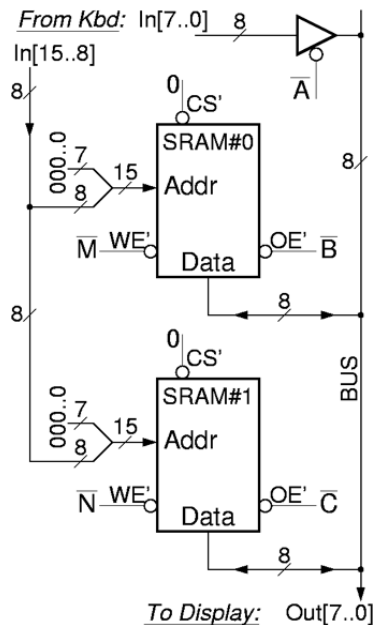 From Kbd: In[7..0]
8
A
In[15..8]
8
0
CS'
SRAM#0
000..0
7
15
Addr
8
8
M
WE'
OE'
B
Data
8
8
BUS
0
CS'
SRAM#1
000..0
7
15
Addr
8
N
WE'
OE'
C
Data
8
To Display: Out[7..0]